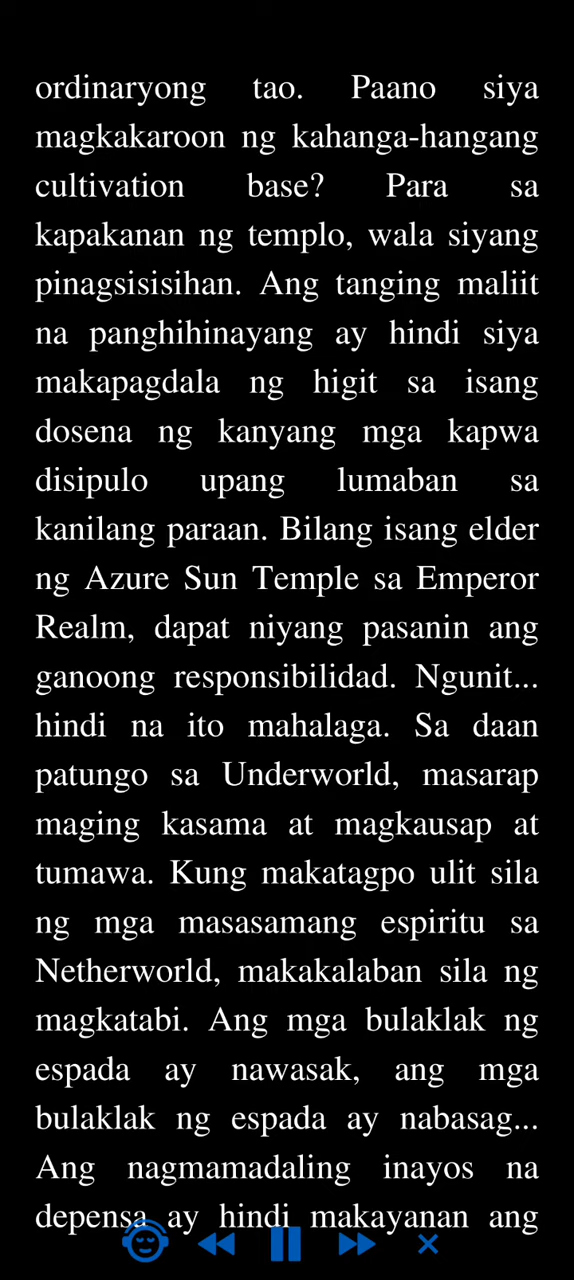 ordinaryong tao. Paano siya
magkakaroon ng kahanga-hangang
cultivation base? Para sa
kapakanan ng templo, wala siyang
pinagsisisihan. Ang tanging maliit
na panghihinayang ay hindi siya
makapagdala ng higit sa isang
dosena ng kanyang mga kapwa
disipulo upang lumaban sa
kanilang paraan. Bilang isang elder
ng Azure Sun Temple sa Emperor
Realm, dapat niyang pasanin ang
ganoong responsibilidad. Ngunit...
hindi na ito mahalaga. Sa daan
patungo sa Underworld, masarap
maging kasama at magkausap at
tumawa. Kung makatagpo ulit sila
ng mga masasamang espiritu sa
Netherworld, makakalaban sila ng
magkatabi. Ang mga bulaklak ng
espada ay nawasak, ang mga
bulaklak ng espada ay nabasag...
Ang nagmamadaling inayos na
depensa ay hindi makayanan ang